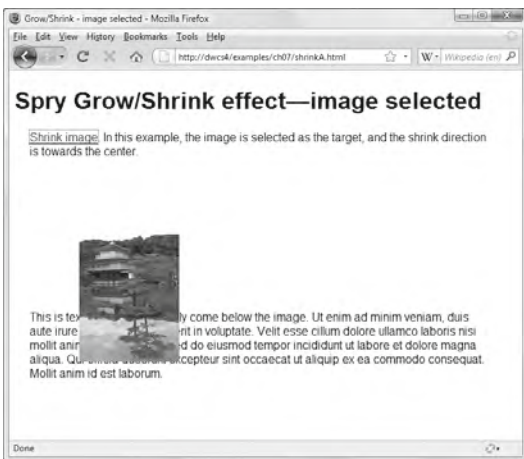 Grow/Shrink - image selected - Mozilla Firefox
File Edit View History Bookmarks Tools Help
http://dwcs4/examples/ch07/shrinkA.html
W Wikipedia (en)
Spry Grow/Shrink effect—image selected
Shrink image. In this example, the image is selected as the target, and the shrink direction
is towards the center.
This is tex ly come below the image. Ut enim ad minim veniam, duis
aute irure rit in voluptate. Velit esse cillum dolore ullamco laboris nisi
mollit anim ed do eiusmod tempor incididunt ut labore et dolore magna
aliqua. Qui excepteur sint occaecat ut aliquip ex ea commodo consequat.
Mollit anim id est laborum.
Done